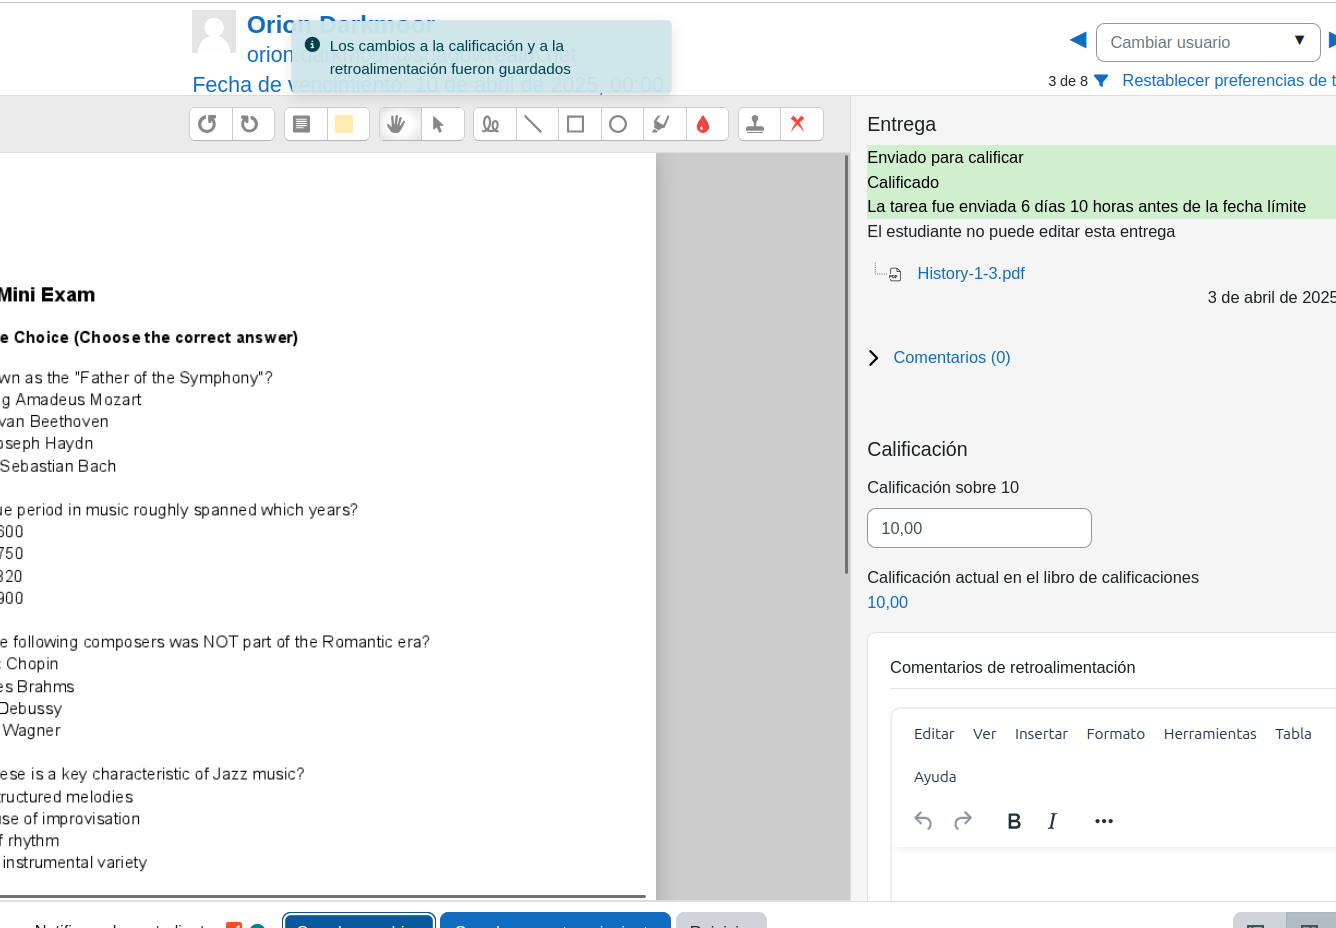 Orion Darkmoor
Los cambios a la calificación y a la
retroalimentación fueron guardados
Fecha de vencimiento: 10 de abril de 2025, 00:00
Cambiar usuario
3 de 8
Restablecer preferencias de t
Entrega
Enviado para calificar
Calificado
La tarea fue enviada 6 días 10 horas antes de la fecha límite
El estudiante no puede editar esta entrega
History-1-3.pdf
3 de abril de 2025
Comentarios (0)
Calificación
Calificación sobre 10
10,00
Calificación actual en el libro de calificaciones
10,00
Comentarios de retroalimentación
Editar Ver Insertar Formato Herramientas Tabla
Ayuda
B I
Mini Exam
e Choice (Choose the correct answer)
wn as the "Father of the Symphony"?
g Amadeus Mozart
van Beethoven
oseph Haydn
Sebastian Bach
ue period in music roughly spanned which years?
600
750
820
900
e following composers was NOT part of the Romantic era?
c Chopin
es Brahms
Debussy
Wagner
ese is a key characteristic of Jazz music?
tructured melodies
use of improvisation
f rhythm
instrumental variety